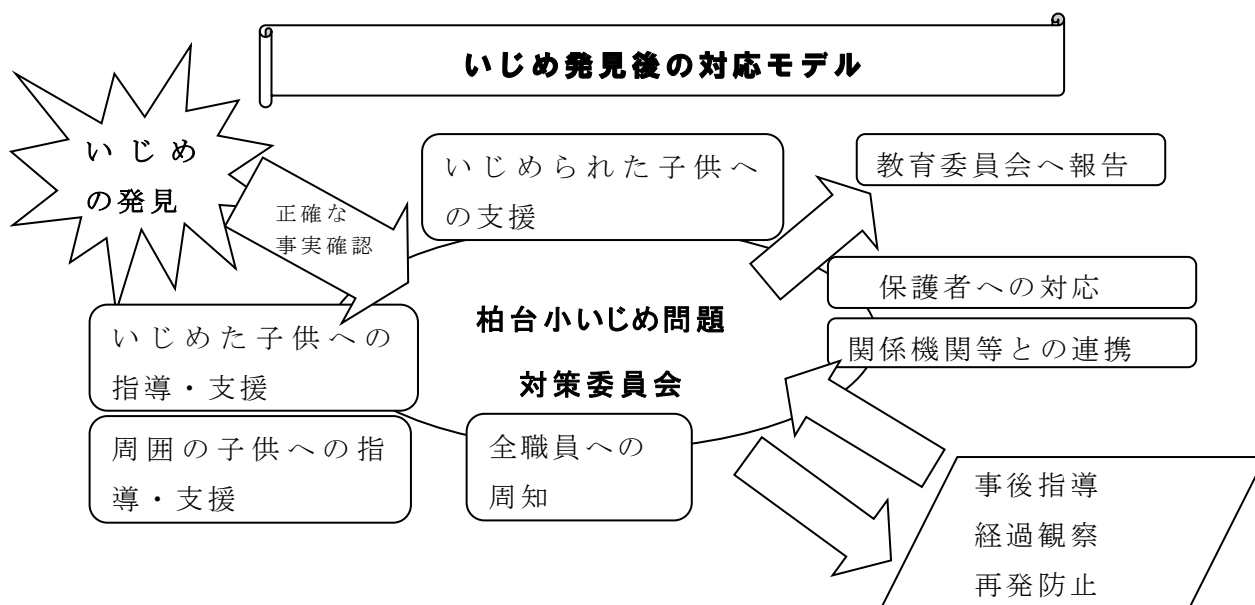 いじめ発見後の対応モデル
いじめ
の発見
正確な
事実確認
いじめられた子供へ
の支援
教育委員会へ報告
保護者への対応
関係機関等との連携
柏台小いじめ問題
対策委員会
いじめた子供への
指導・支援
周囲の子供への指
導・支援
全職員への
周知
事後指導
経過観察
再発防止